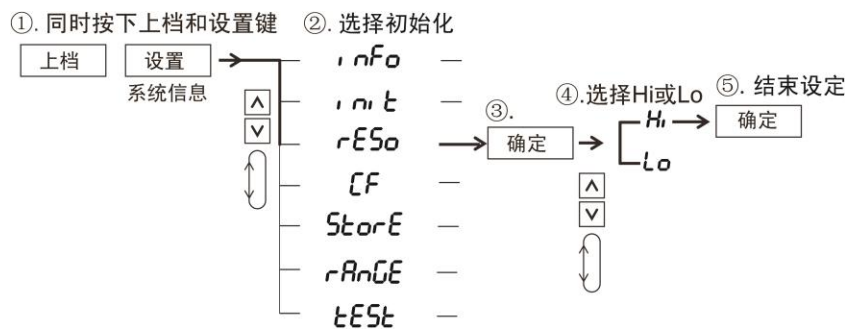 ①. 同时按下上档和设置键
②. 选择初始化
上档
设置
系统信息
inFo
init
rESo
CF
StorE
rAnGE
tESt
③.
确定
④.选择Hi或Lo
Hi
Lo
⑤. 结束设定
确定